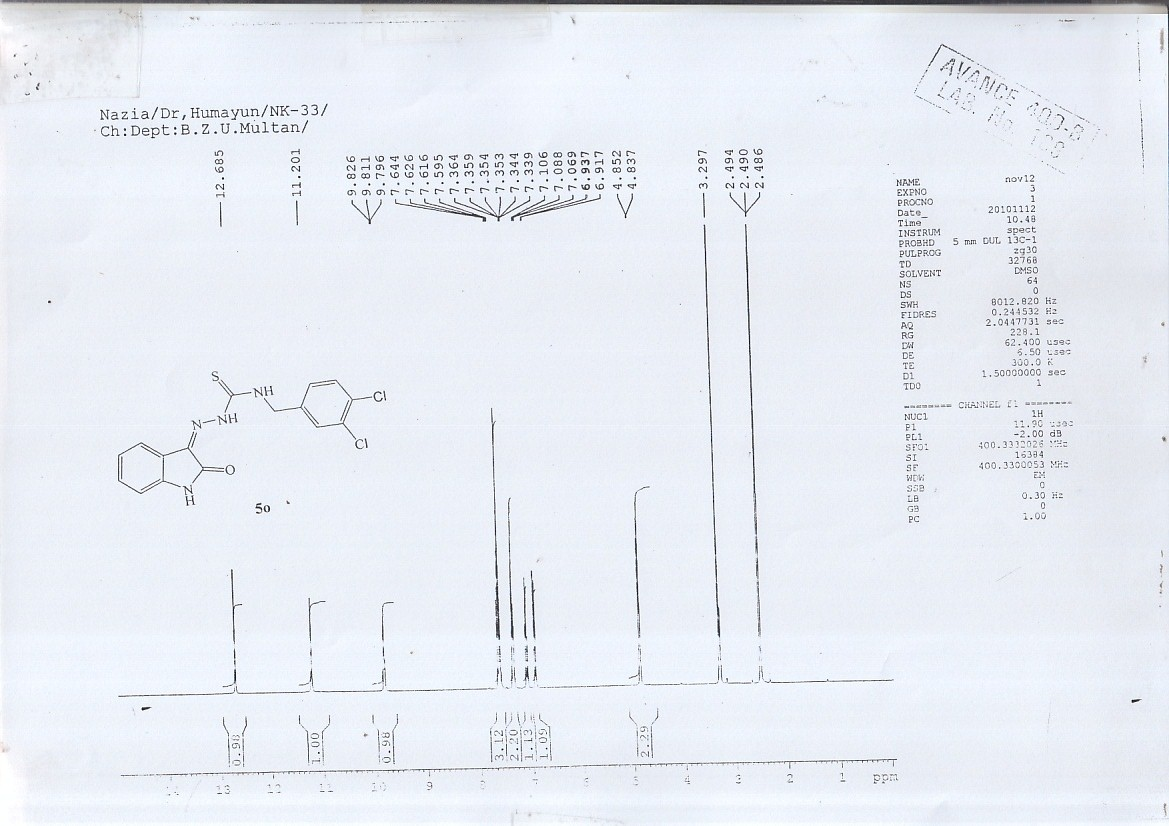 Nazia/Dr,Humayun/NK-33/
Ch:Dept:B.Z.U.Multan/
AVANCE 400-B
LAB. No.
12.685
11.201
9.826
9.811
9.796
7.644
7.626
7.616
7.595
7.364
7.359
7.354
7.353
7.344
7.339
7.106
7.088
7.069
6.937
6.917
4.852
4.837
3.297
2.494
2.490
2.486
NAME nov12
EXPNO 3
PROCNO 1
Date_ 20101112
Time 10.48
INSTRUM spect
PROBHD 5 mm DUL 13C-1
PULPROG zg30
TD 32768
SOLVENT DMSO
NS 64
DS 0
SWH 8012.820 Hz
FIDRES 0.244532 Hz
AQ 2.0447731 sec
RG 228.1
DW 62.400 usec
DE 6.50 usec
TE 300.0 K
D1 1.50000000 sec
TD0 1
======== CHANNEL f1 ========
NUC1 1H
P1 11.90 usec
PL1 -2.00 dB
SFO1 400.3332026 MHz
SI 16384
SF 400.3300053 MHz
WDW EM
SSB 0
LB 0.30 Hz
GB 0
PC 1.00
S
NH
N
NH
Cl
Cl
O
N
H
5o
0.98
1.00
0.98
3.12
2.20
1.13
1.09
2.29
14 13 12 11 10 9 8 7 5 4 3 2 1 ppm